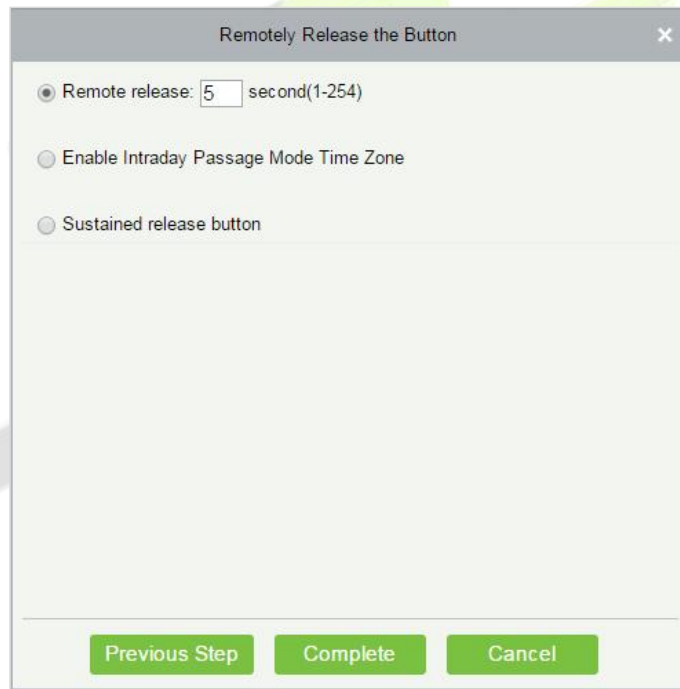 Remotely Release the Button
Remote release: 5 second(1-254)
Enable Intraday Passage Mode Time Zone
Sustained release button
Previous Step Complete Cancel